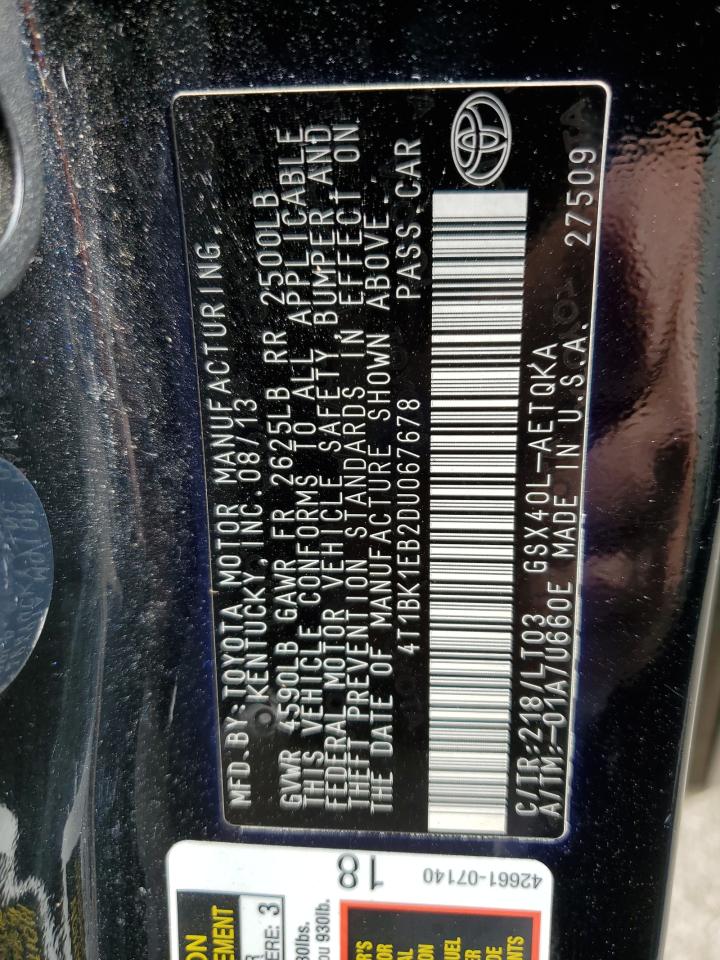 MFD. BY: TOYOTA MOTOR MANUFACTURING,
KENTUCKY, INC. 08/13
GVWR 4590LB GAWR FR 2625LB RR 2500LB
THIS VEHICLE CONFORMS TO ALL APPLICABLE
FEDERAL MOTOR VEHICLE SAFETY, BUMPER AND
THEFT PREVENTION STANDARDS IN EFFECT ON
THE DATE OF MANUFACTURE SHOWN ABOVE.
4T1BK1EB2DU067678 PASS. CAR
C/TR: 218/LT03 GSX40L-AETQKA
A/TM: -01A/U660E MADE IN U.S.A. 27509
18
42661-07140
3
ou 930lb.